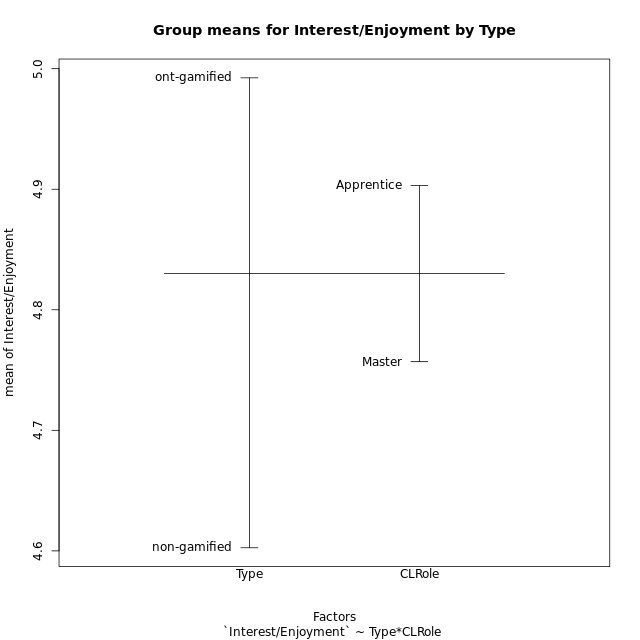 Group means for Interest/Enjoyment by Type
mean of Interest/Enjoyment
5.0
4.9
4.8
4.7
4.6
ont-gamified
Apprentice
Master
non-gamified
Type
CLRole
Factors
`Interest/Enjoyment` ~ Type*CLRole